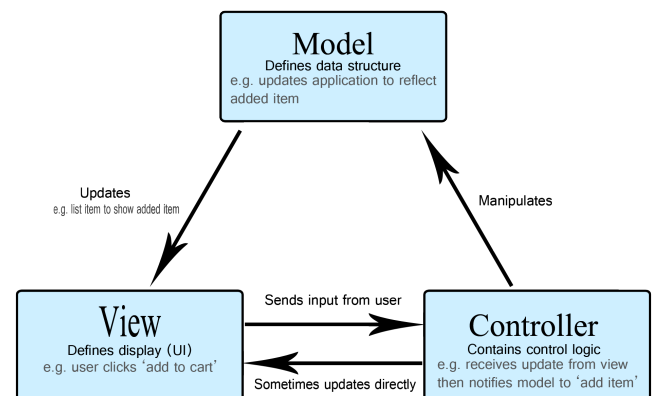 Model
Defines data structure
e.g. updates application to reflect
added item
Updates
e.g. list item to show added item
Manipulates
Sends input from user
View
Defines display (UI)
e.g. user clicks ‘add to cart’
Controller
Contains control logic
e.g. receives update from view
then notifies model to ‘add item’
Sometimes updates directly